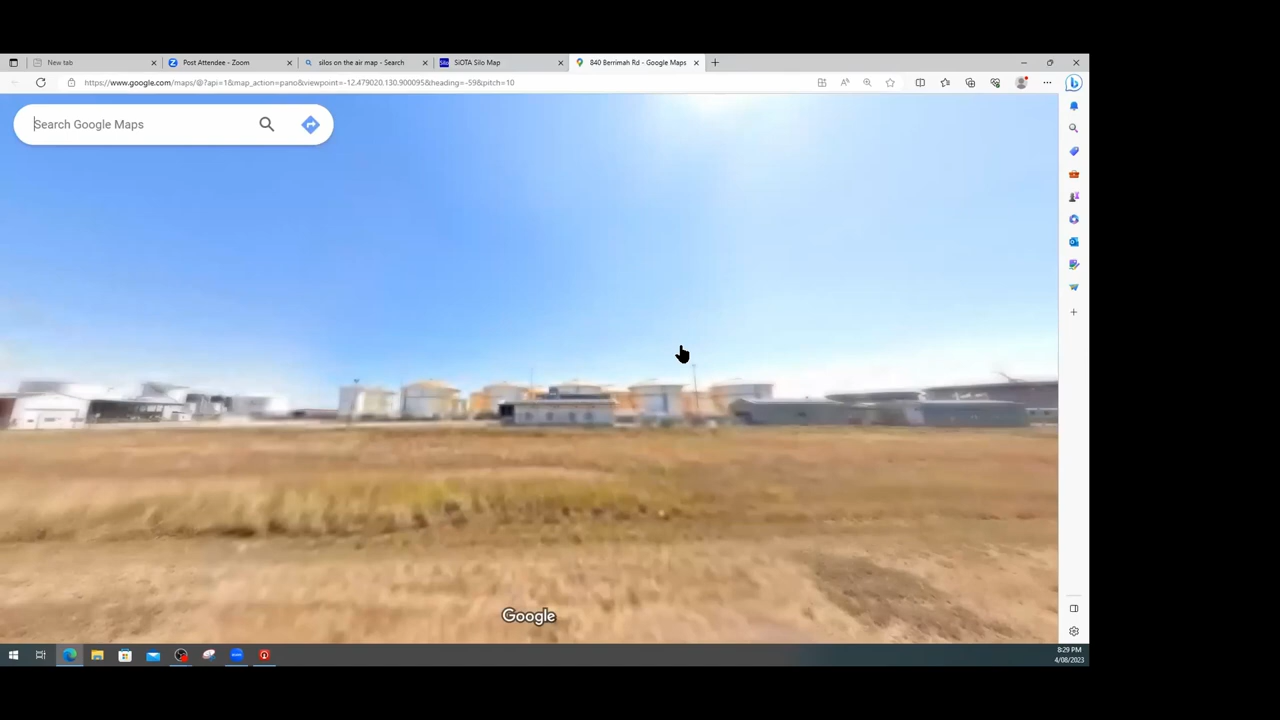 New tab
Post Attendee - Zoom
silos on the air map - Search
Silo
SiOTA Silo Map
840 Berrimah Rd - Google Maps
https://www.google.com/maps/@?api=1&map_action=pano&viewpoint=-12.479020,130.900095&heading=-59&pitch=10
Search Google Maps
Google
8:29 PM
4/08/2023